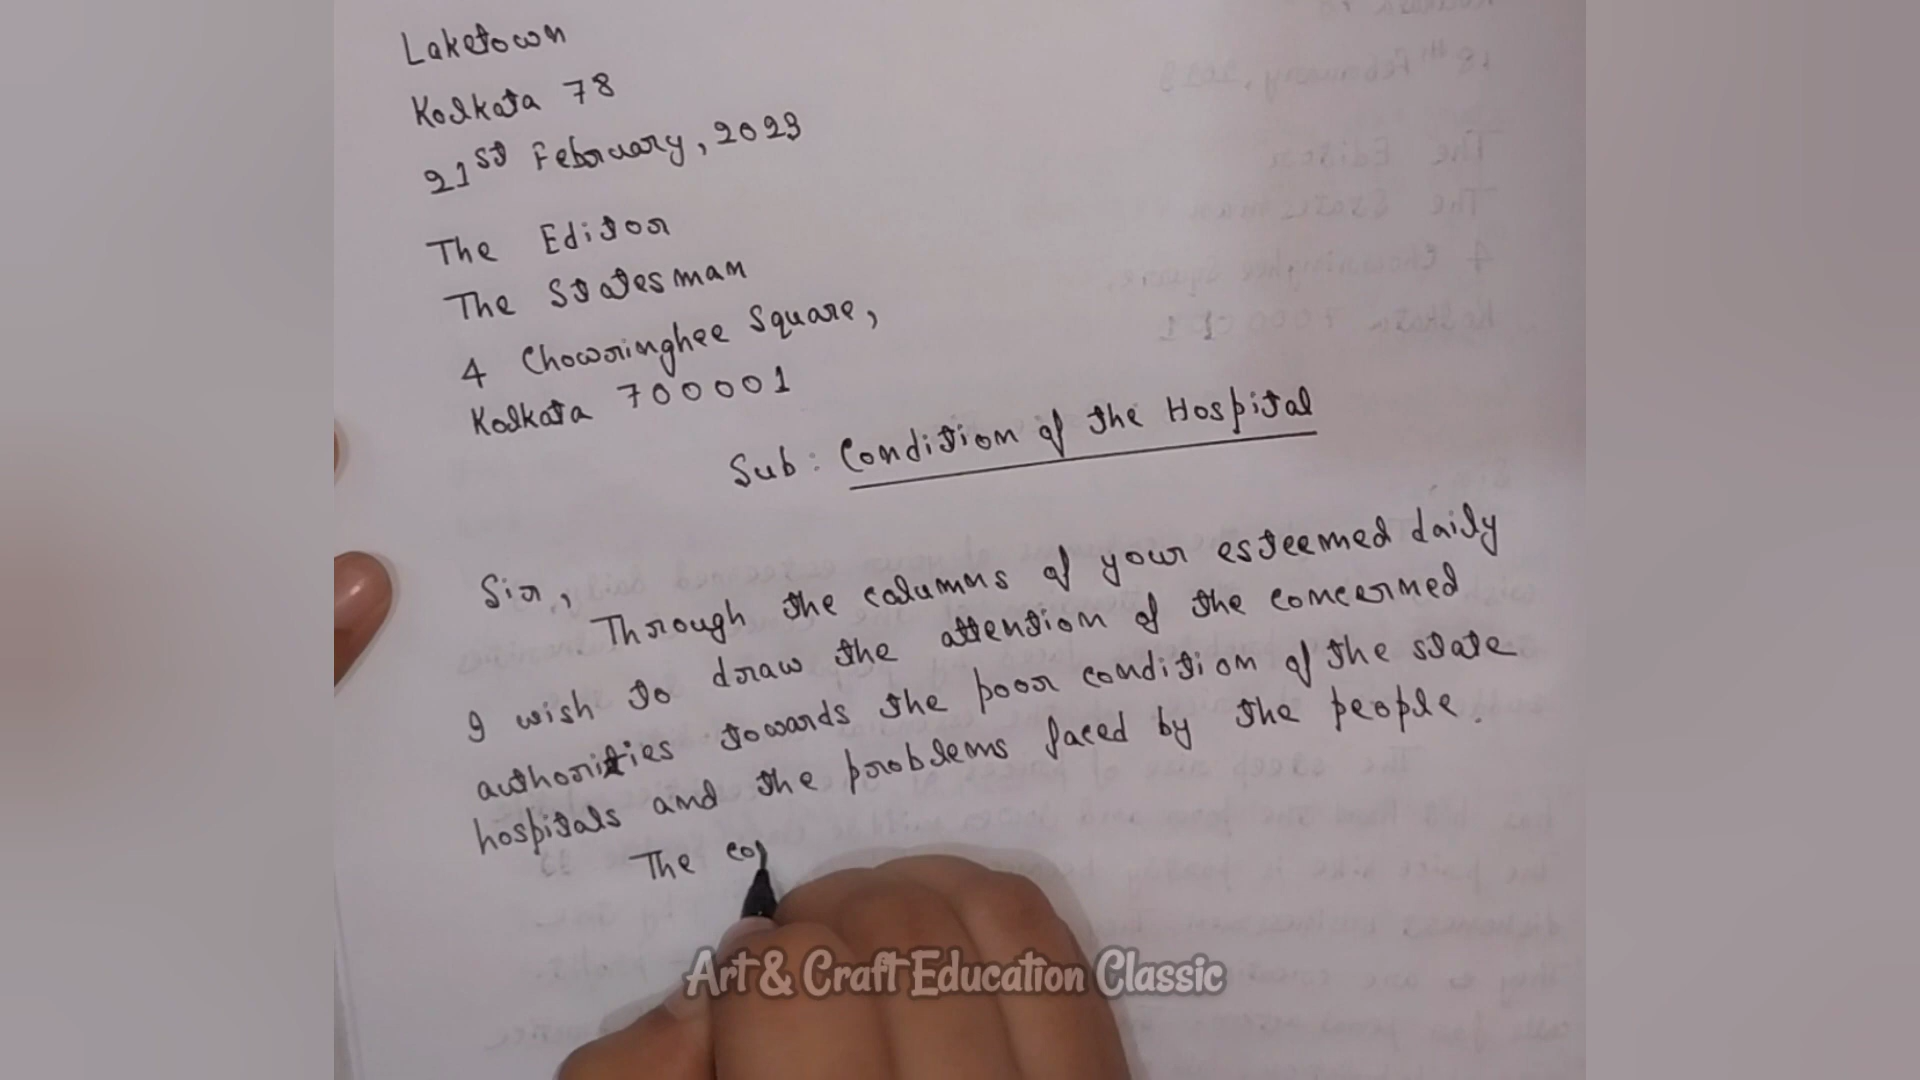 Laketown
Kolkata 78
21st February, 2023
The Editor
The Statesman
4 Chowringhee Square,
Kolkata 700001
Sub: Condition of the Hospital
Sir,
Through the columns of your esteemed daily
I wish to draw the attention of the concerned
authorities towards the poor condition of the state
hospitals and the problems faced by the people.
The co
Art & Craft Education Classic